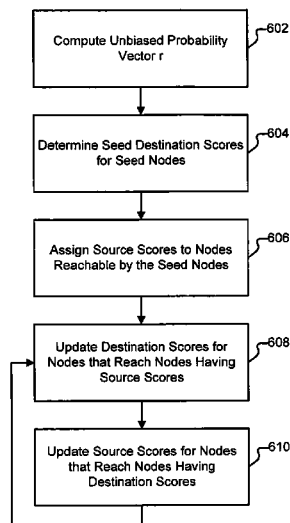 Compute Unbiased Probability
Vector r
602
Determine Seed Destination Scores
for Seed Nodes
604
Assign Source Scores to Nodes
Reachable by the Seed Nodes
606
Update Destination Scores for
Nodes that Reach Nodes Having
Source Scores
608
Update Source Scores for Nodes
that Reach Nodes Having
Destination Scores
610